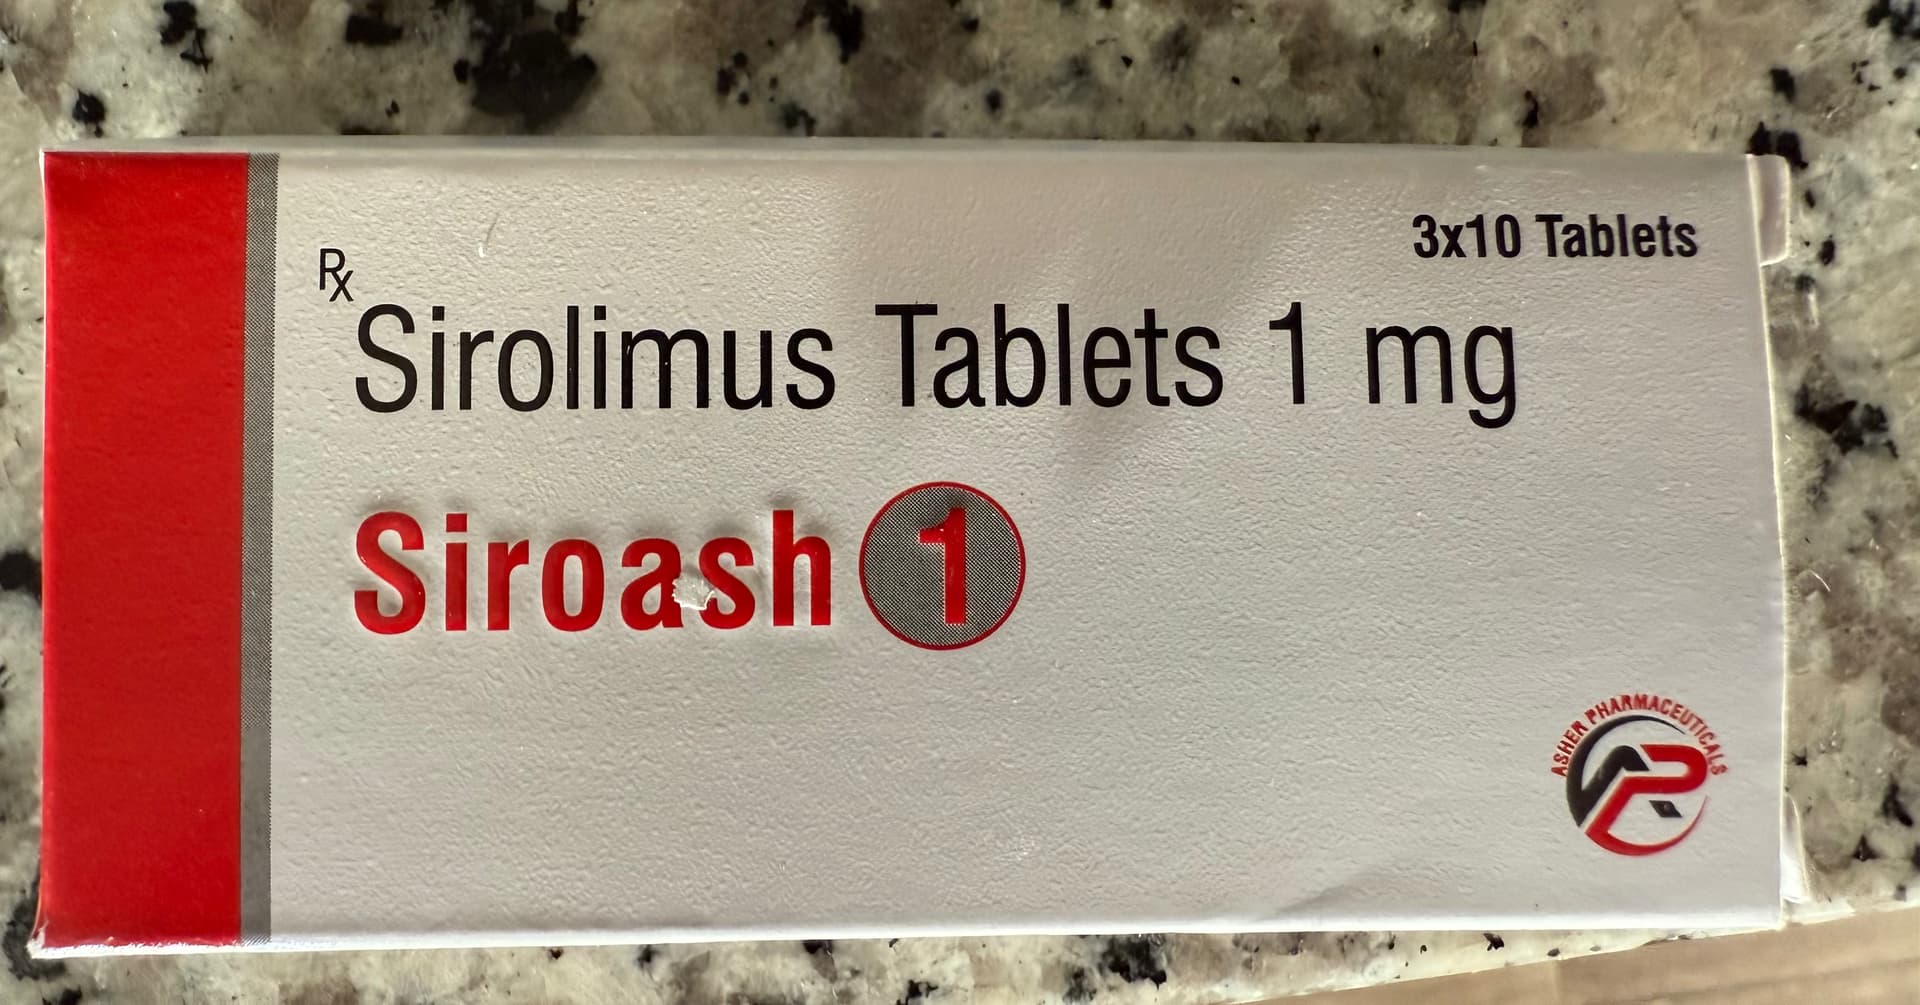 3x10 Tablets
Rx
Sirolimus Tablets 1 mg
Siroash 1
ASHER PHARMACEUTICALS